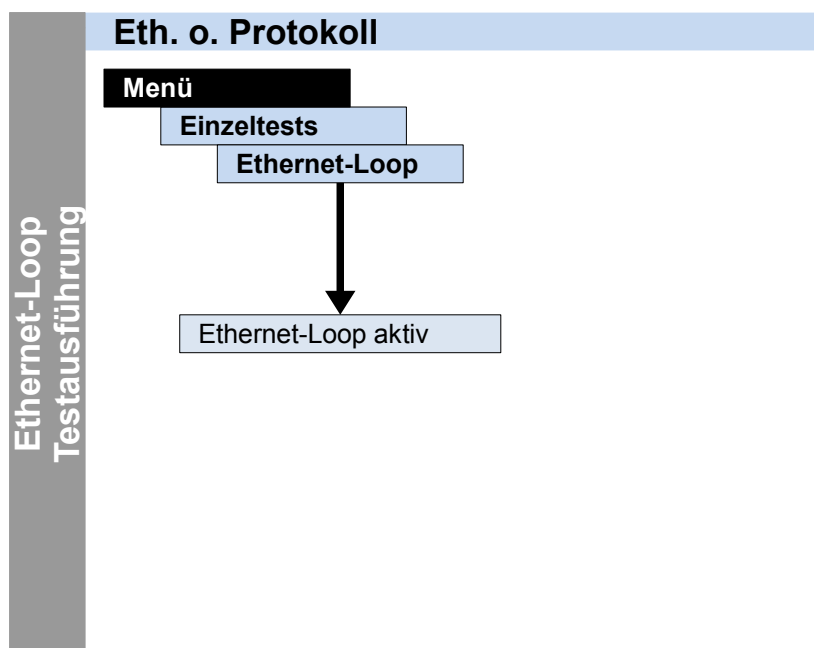 Eth. o. Protokoll
Menü
Einzeltests
Ethernet-Loop
Ethernet-Loop aktiv
Ethernet-Loop
Testausführung